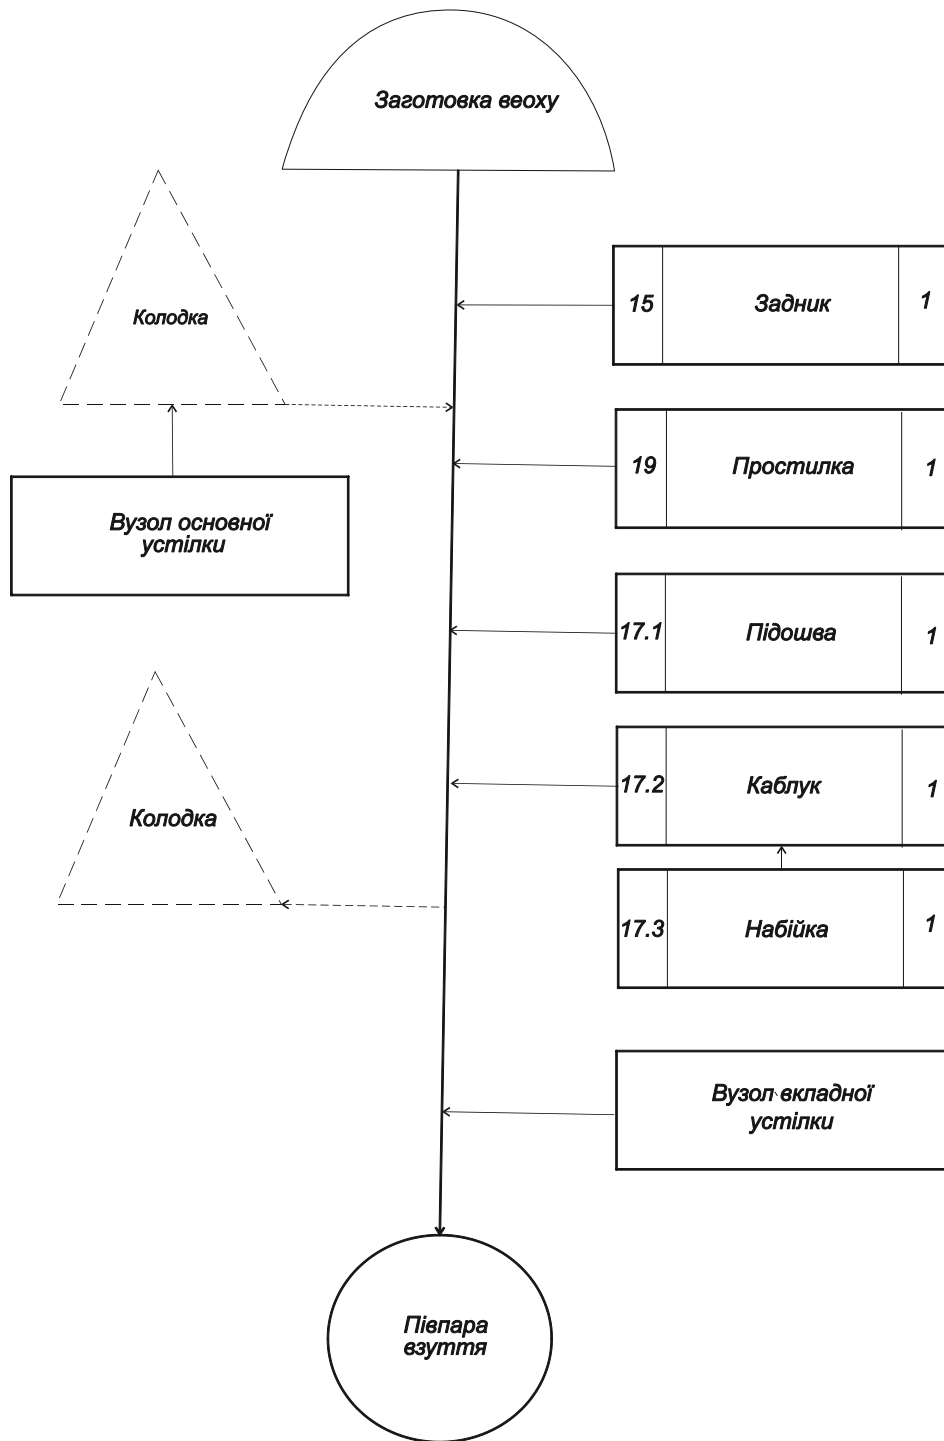 Заготовка веоху
15 Задник 1
Колодка
19 Простилка 1
Вузол основної
устілки
17.1 Підошва 1
17.2 Каблук 1
Колодка
17.3 Набійка 1
Вузол вкладної
устілки
Півпара
взуття